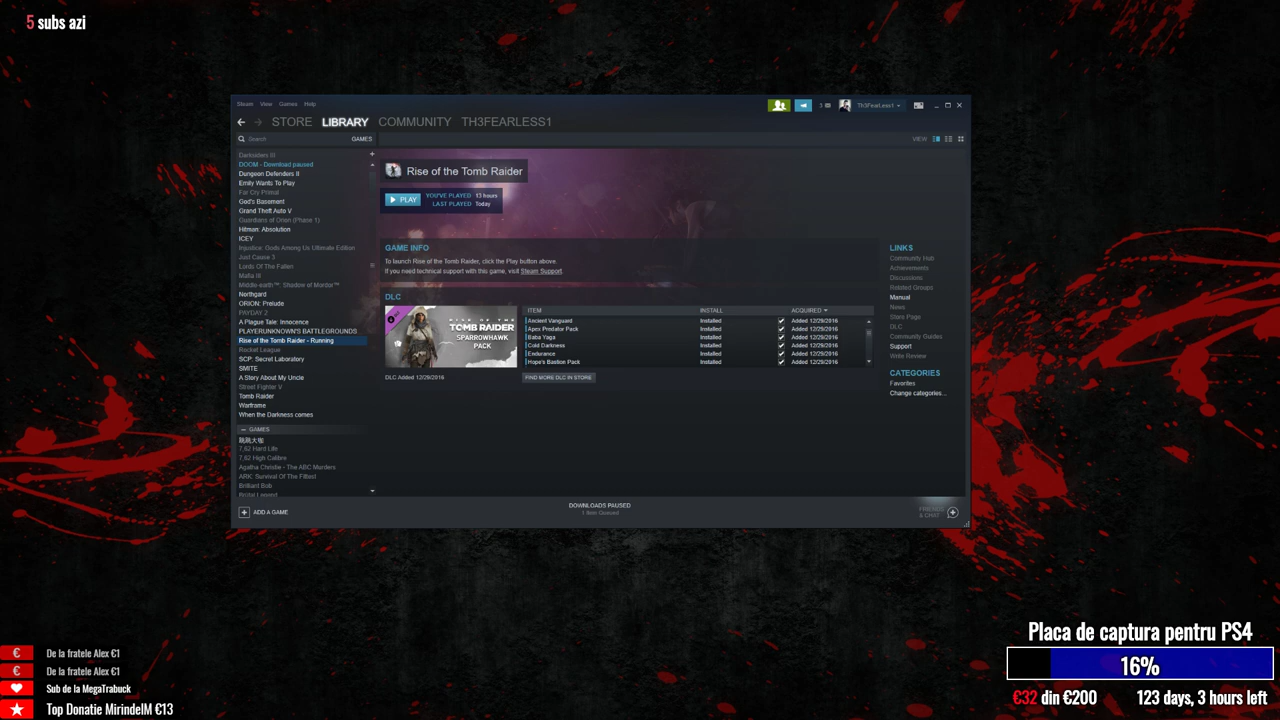 5 subs azi
Steam View Games Help
3
Th3FearLess1
STORE LIBRARY COMMUNITY TH3FEARLESS1
Search GAMES
VIEW
Darksiders III
DOOM - Download paused
Dungeon Defenders II
Emily Wants To Play
Far Cry Primal
God's Basement
Grand Theft Auto V
Guardians of Orion (Phase 1)
Hitman: Absolution
ICEY
Injustice: Gods Among Us Ultimate Edition
Just Cause 3
Lords Of The Fallen
Mafia III
Middle-earth™: Shadow of Mordor™
Northgard
ORION: Prelude
PAYDAY 2
A Plague Tale: Innocence
PLAYERUNKNOWN'S BATTLEGROUNDS
Rise of the Tomb Raider - Running
Rocket League
SCP: Secret Laboratory
SMITE
A Story About My Uncle
Street Fighter V
Tomb Raider
Warframe
When the Darkness comes
GAMES
7,62 Hard Life
7,62 High Calibre
Agatha Christie - The ABC Murders
ARK: Survival Of The Fittest
Brilliant Bob
Brutal Legend
Rise of the Tomb Raider
PLAY
YOU'VE PLAYED 13 hours
LAST PLAYED Today
GAME INFO
To launch Rise of the Tomb Raider, click the Play button above.
If you need technical support with this game, visit Steam Support.
DLC
RISE OF THE
TOMB RAIDER
SPARROWHAWK
PACK
DLC Added 12/29/2016
ITEM INSTALL ACQUIRED
Ancient Vanguard Installed Added 12/29/2016
Apex Predator Pack Installed Added 12/29/2016
Baba Yaga Installed Added 12/29/2016
Cold Darkness Installed Added 12/29/2016
Endurance Installed Added 12/29/2016
Hope's Bastion Pack Installed Added 12/29/2016
FIND MORE DLC IN STORE
LINKS
Community Hub
Achievements
Discussions
Related Groups
Manual
News
Store Page
DLC
Community Guides
Support
Write Review
CATEGORIES
Favorites
Change categories...
ADD A GAME
DOWNLOADS PAUSED
1 Item Queued
FRIENDS
& CHAT
€ De la fratele Alex €1
€ De la fratele Alex €1
Sub de la MegaTrabuck
Top Donatie MirindelM €13
Placa de captura pentru PS4
16%
€32 din €200 123 days, 3 hours left